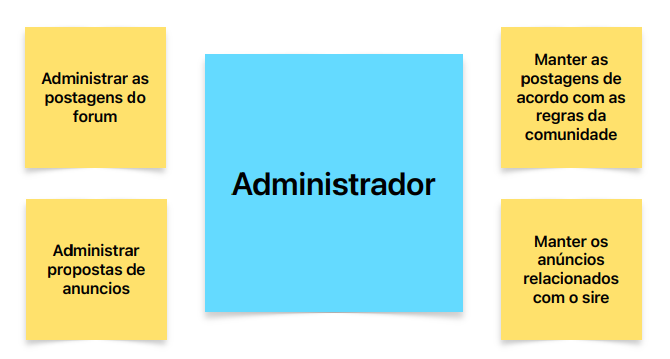 Administrar as
postagens do
forum
Administrador
Manter as
postagens de
acordo com as
regras da
comunidade
Administrar
propostas de
anuncios
Manter os
anúncios
relacionados
com o sire